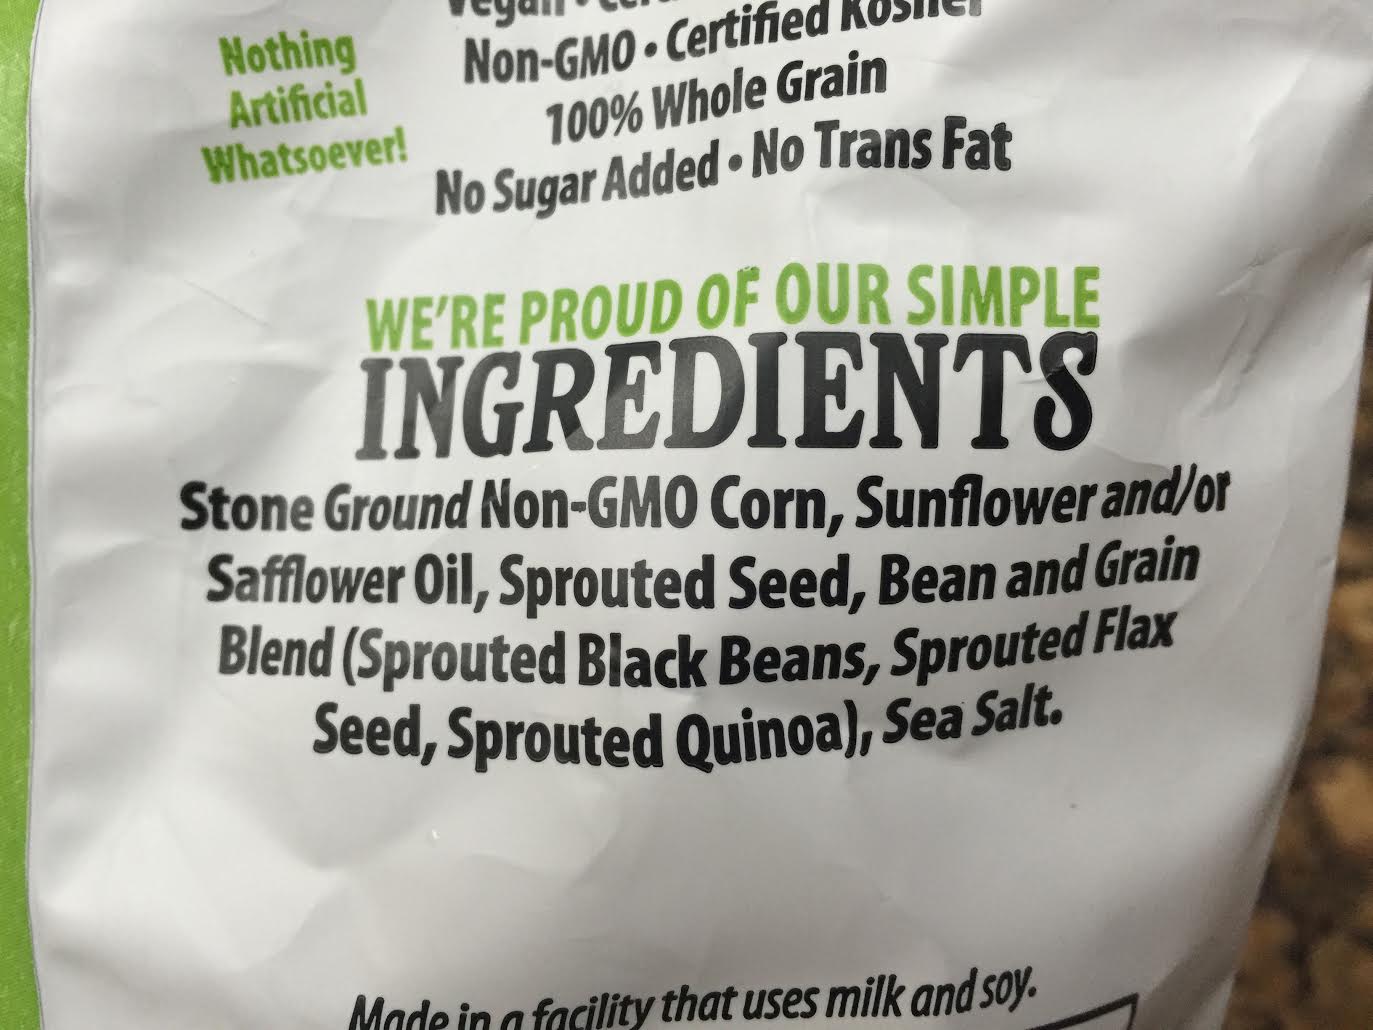 Nothing
Artificial
Whatsoever!
Vegan •
Non-GMO • Certified Kosher
100% Whole Grain
No Sugar Added • No Trans Fat
WE'RE PROUD OF OUR SIMPLE
INGREDIENTS
Stone Ground Non-GMO Corn, Sunflower and/or
Safflower Oil, Sprouted Seed, Bean and Grain
Blend (Sprouted Black Beans, Sprouted Flax
Seed, Sprouted Quinoa), Sea Salt.
Made in a facility that uses milk and soy.